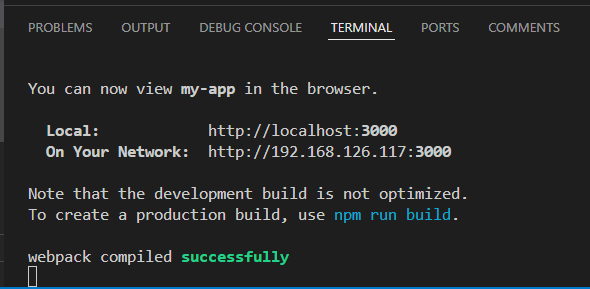 PROBLEMS OUTPUT DEBUG CONSOLE TERMINAL PORTS COMMENTS
You can now view my-app in the browser.
Local: http://localhost:3000
On Your Network: http://192.168.126.117:3000
Note that the development build is not optimized.
To create a production build, use npm run build.
webpack compiled successfully